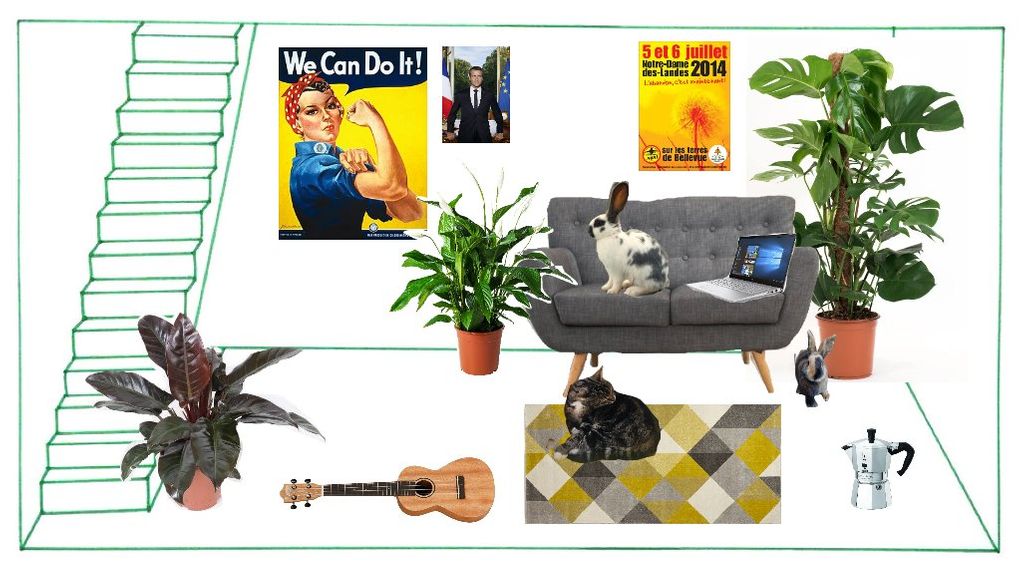 We Can Do It!
5 et 6 juillet
Notre-Dame
des-Landes 2014
sur les terres
de Bellevue